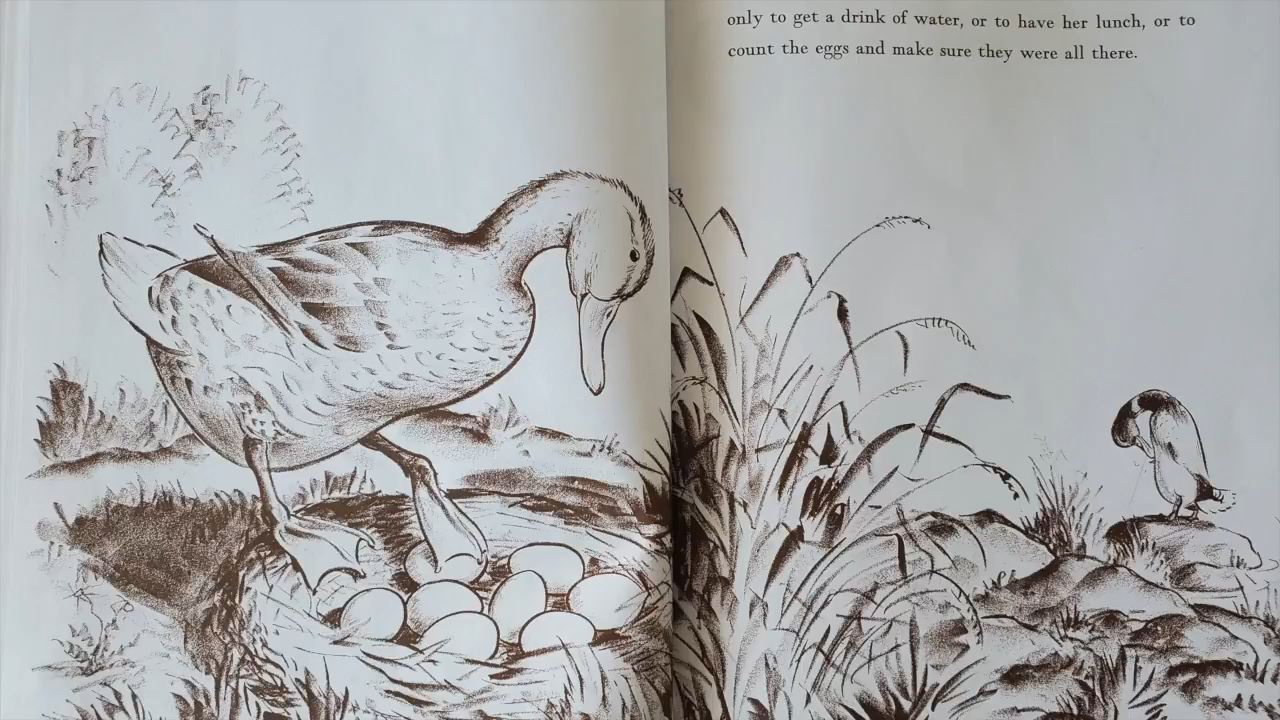 only to get a drink of water, or to have her lunch, or to
count the eggs and make sure they were all there.